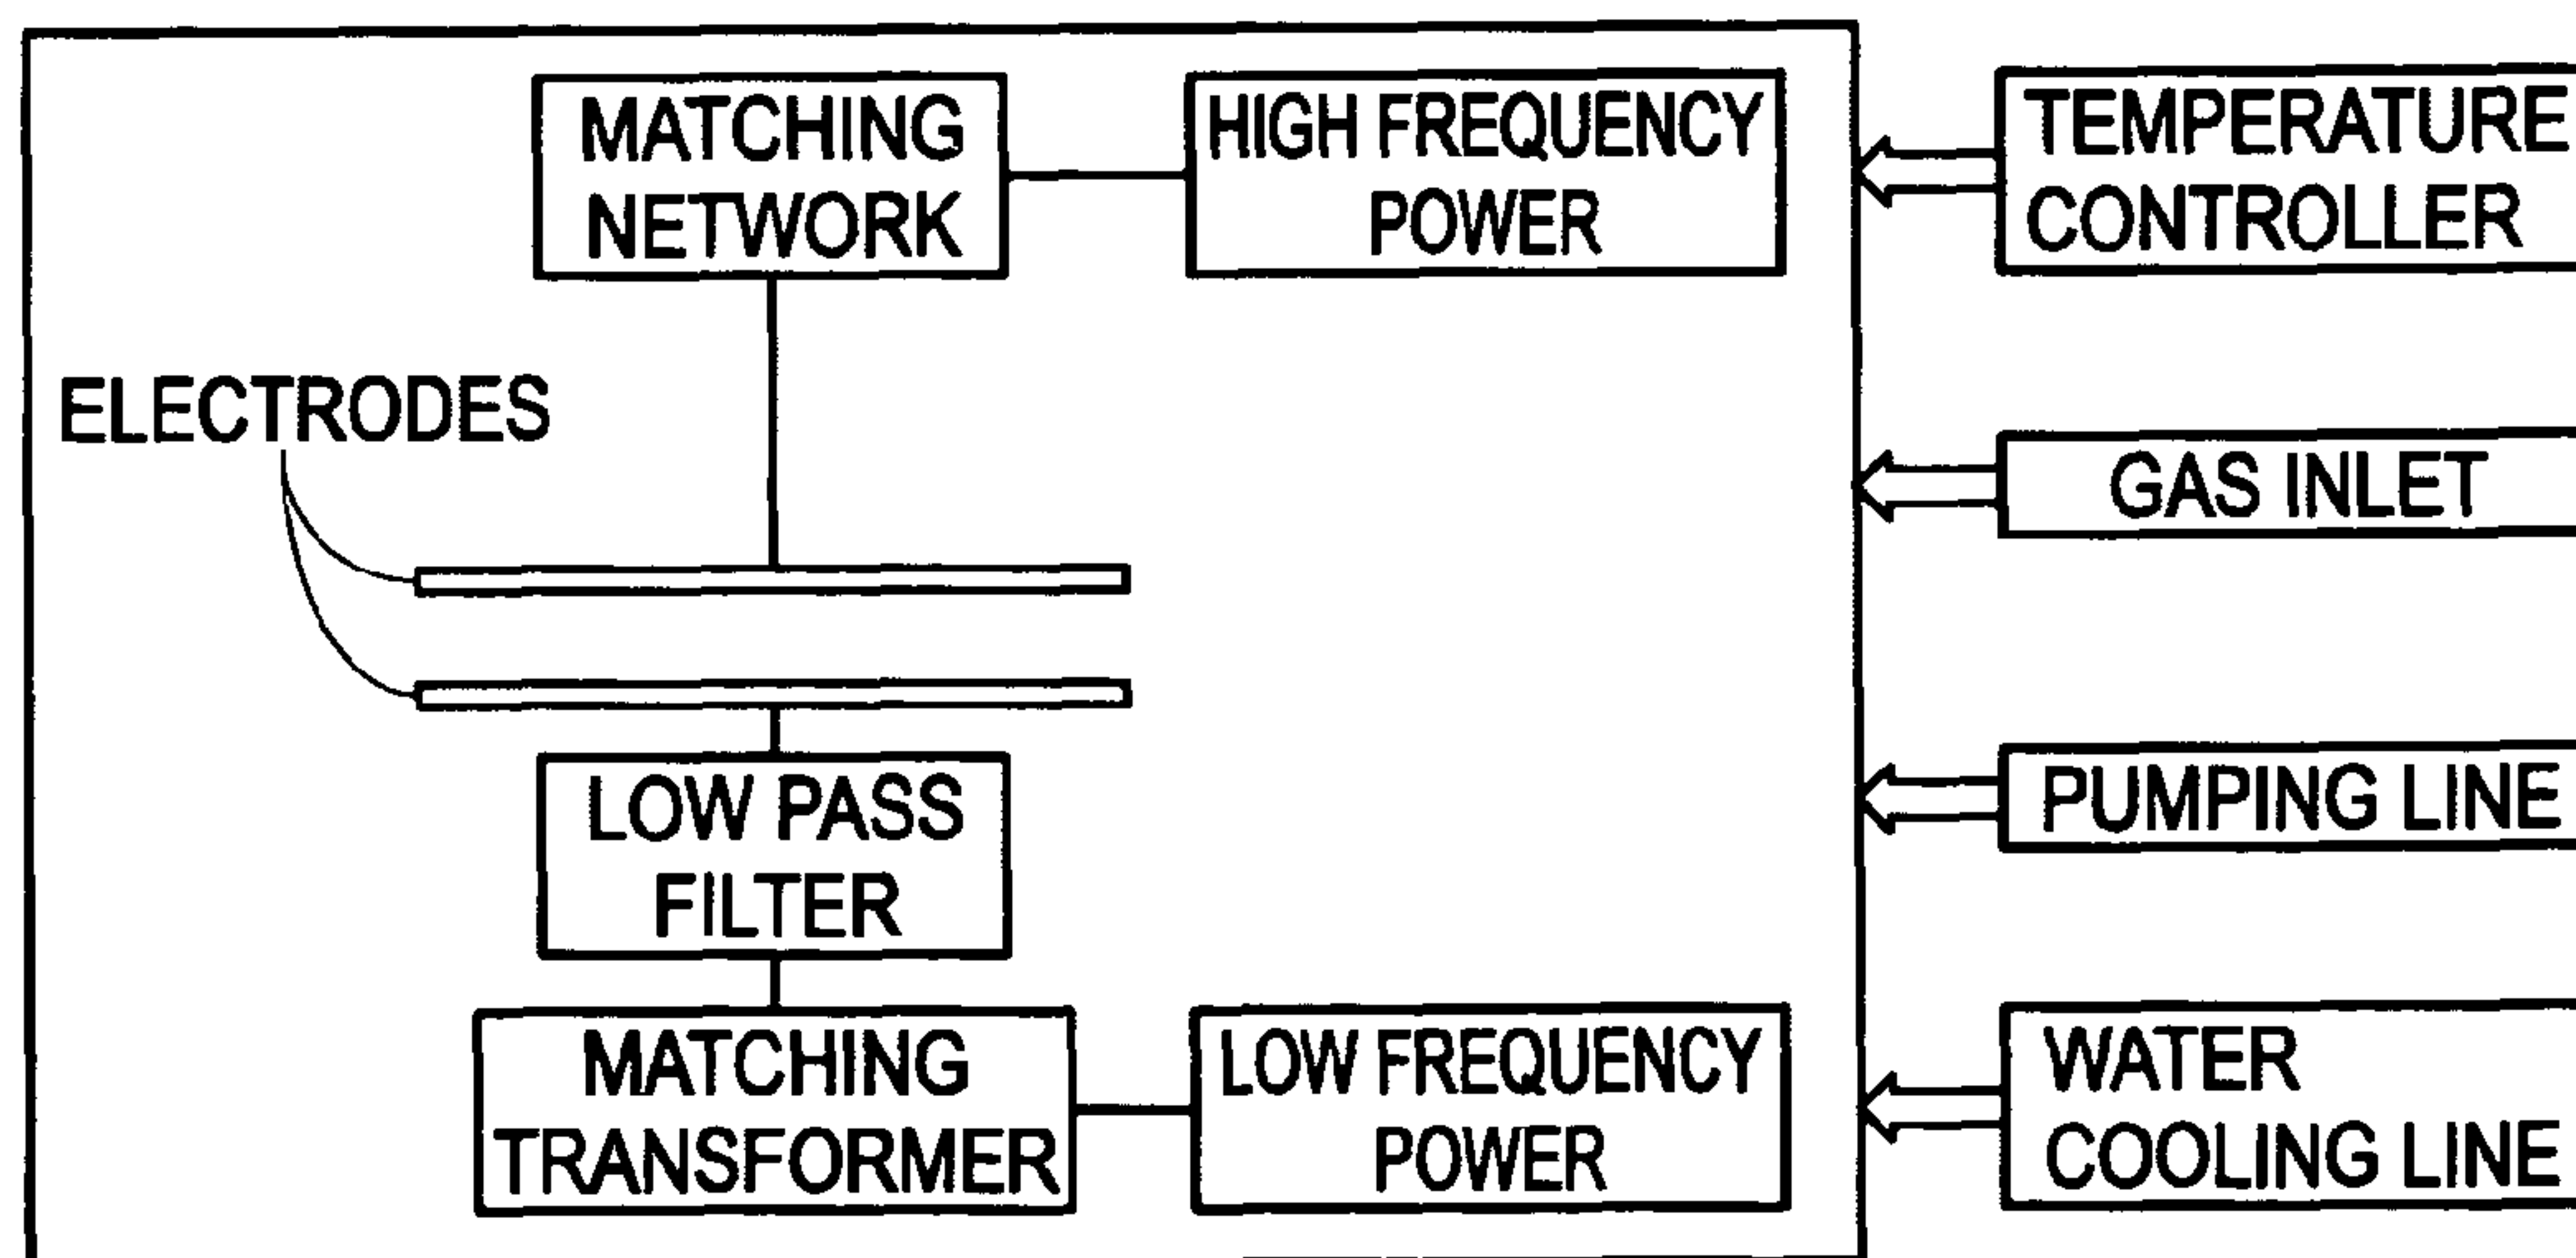 MATCHING
NETWORK
HIGH FREQUENCY
POWER
TEMPERATURE
CONTROLLER
ELECTRODES
GAS INLET
PUMPING LINE
LOW PASS
FILTER
MATCHING
TRANSFORMER
LOW FREQUENCY
POWER
WATER
COOLING LINE